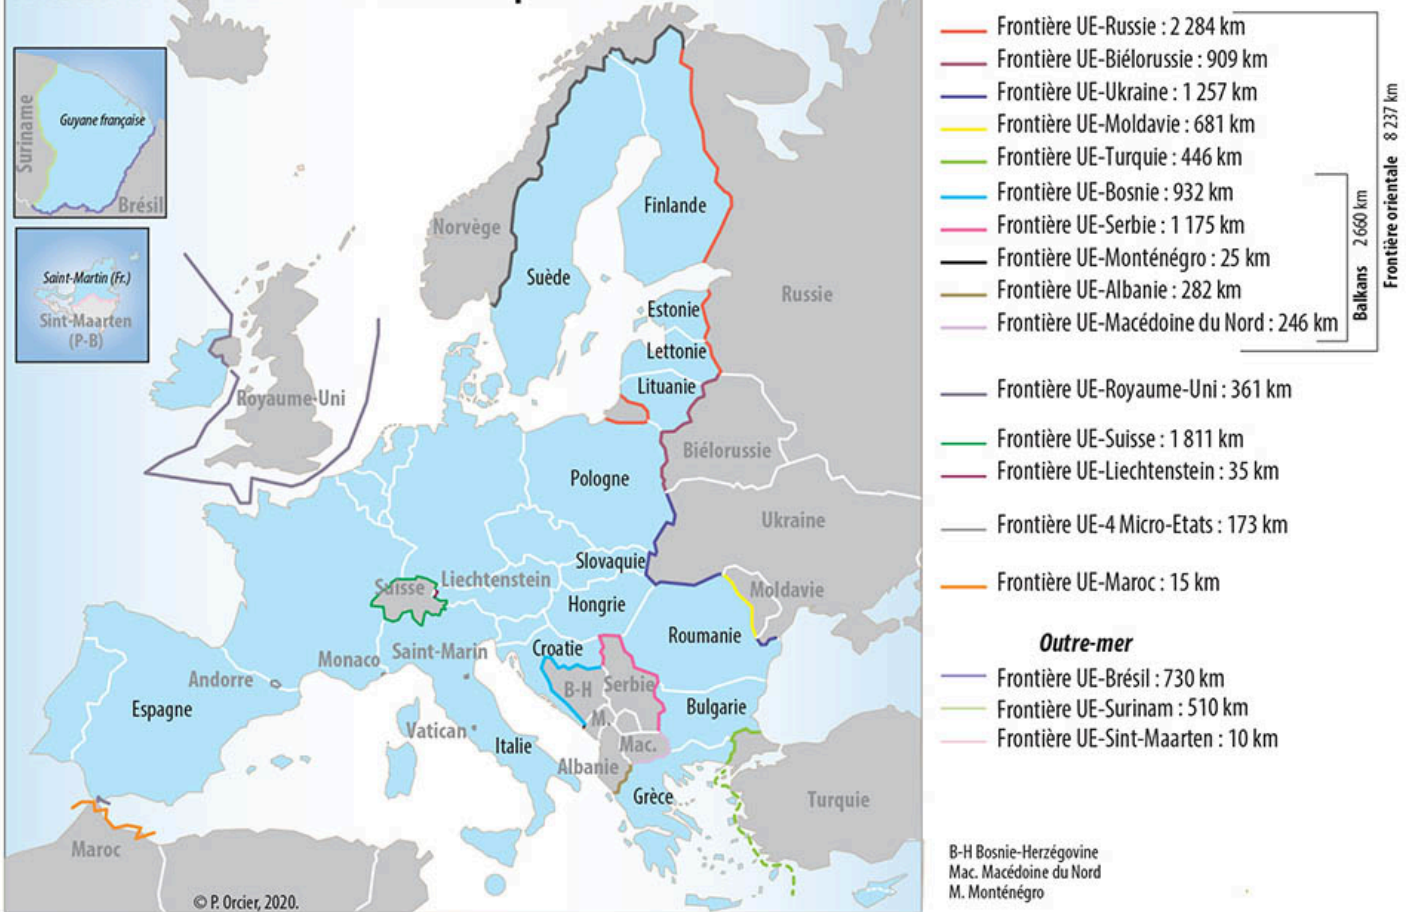 Guyane française
Suriname
Brésil
Saint-Martin (Fr.)
Sint-Maarten
(P-B)
Norvège
Finlande
Suède
Russie
Estonie
Lettonie
Lituanie
Royaume-Uni
Biélorussie
Pologne
Ukraine
Slovaquie
Suisse
Liechtenstein
Moldavie
Hongrie
Roumanie
Croatie
Saint-Marin
Monaco
Andorre
B-H
Serbie
Espagne
Bulgarie
M.
Vatican
Italie
Mac.
Albanie
Grèce
Turquie
Maroc
© P. Orcier, 2020.
Frontière UE-Russie : 2 284 km
Frontière UE-Biélorussie : 909 km
Frontière UE-Ukraine : 1 257 km
Frontière UE-Moldavie : 681 km
Frontière UE-Turquie : 446 km
Frontière UE-Bosnie : 932 km
Frontière UE-Serbie : 1 175 km
Frontière UE-Monténégro : 25 km
Frontière UE-Albanie : 282 km
Frontière UE-Macédoine du Nord : 246 km
Balkans 2 660 km
Frontière orientale 8 237 km
Frontière UE-Royaume-Uni : 361 km
Frontière UE-Suisse : 1 811 km
Frontière UE-Liechtenstein : 35 km
Frontière UE-4 Micro-Etats : 173 km
Frontière UE-Maroc : 15 km
Outre-mer
Frontière UE-Brésil : 730 km
Frontière UE-Surinam : 510 km
Frontière UE-Sint-Maarten : 10 km
B-H Bosnie-Herzégovine
Mac. Macédoine du Nord
M. Monténégro